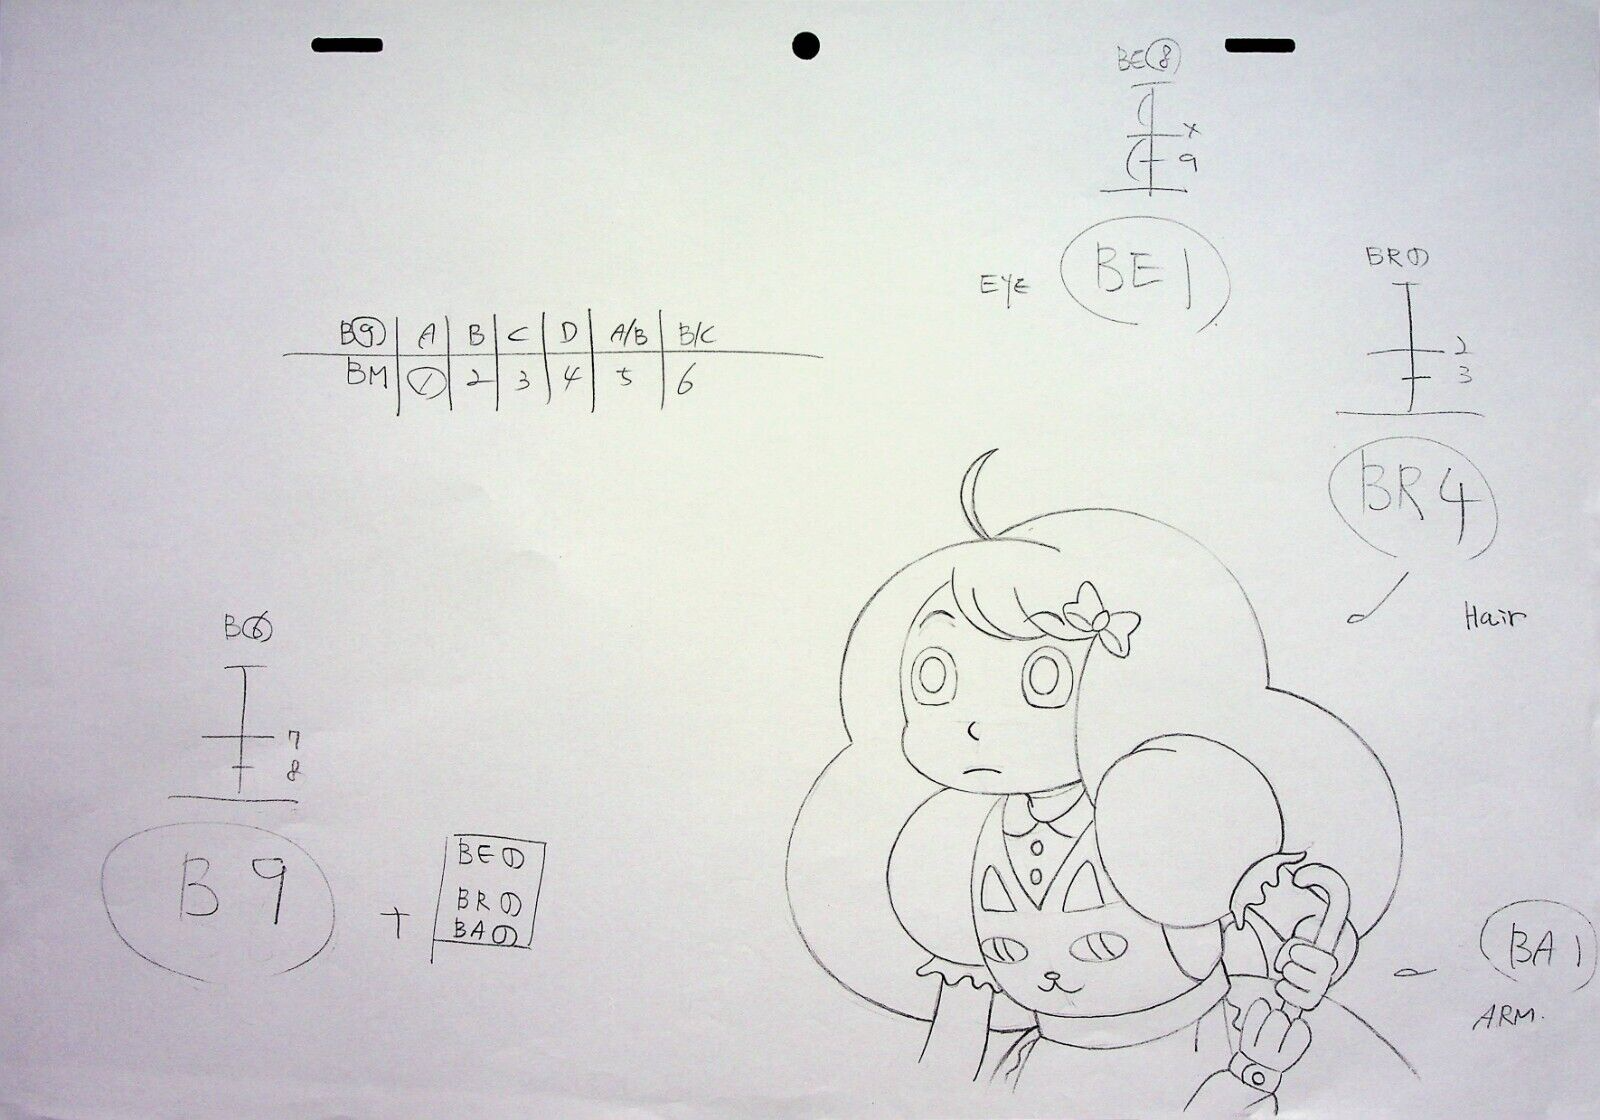 BE⑧
x
9
EYE BE1
BR①
2
3
BR4
Hair
B⑨ A B C D A/B B/C
BM ① 2 3 4 5 6
B⑥
7
8
B9 + BE①
BR①
BA①
BA1
ARM.